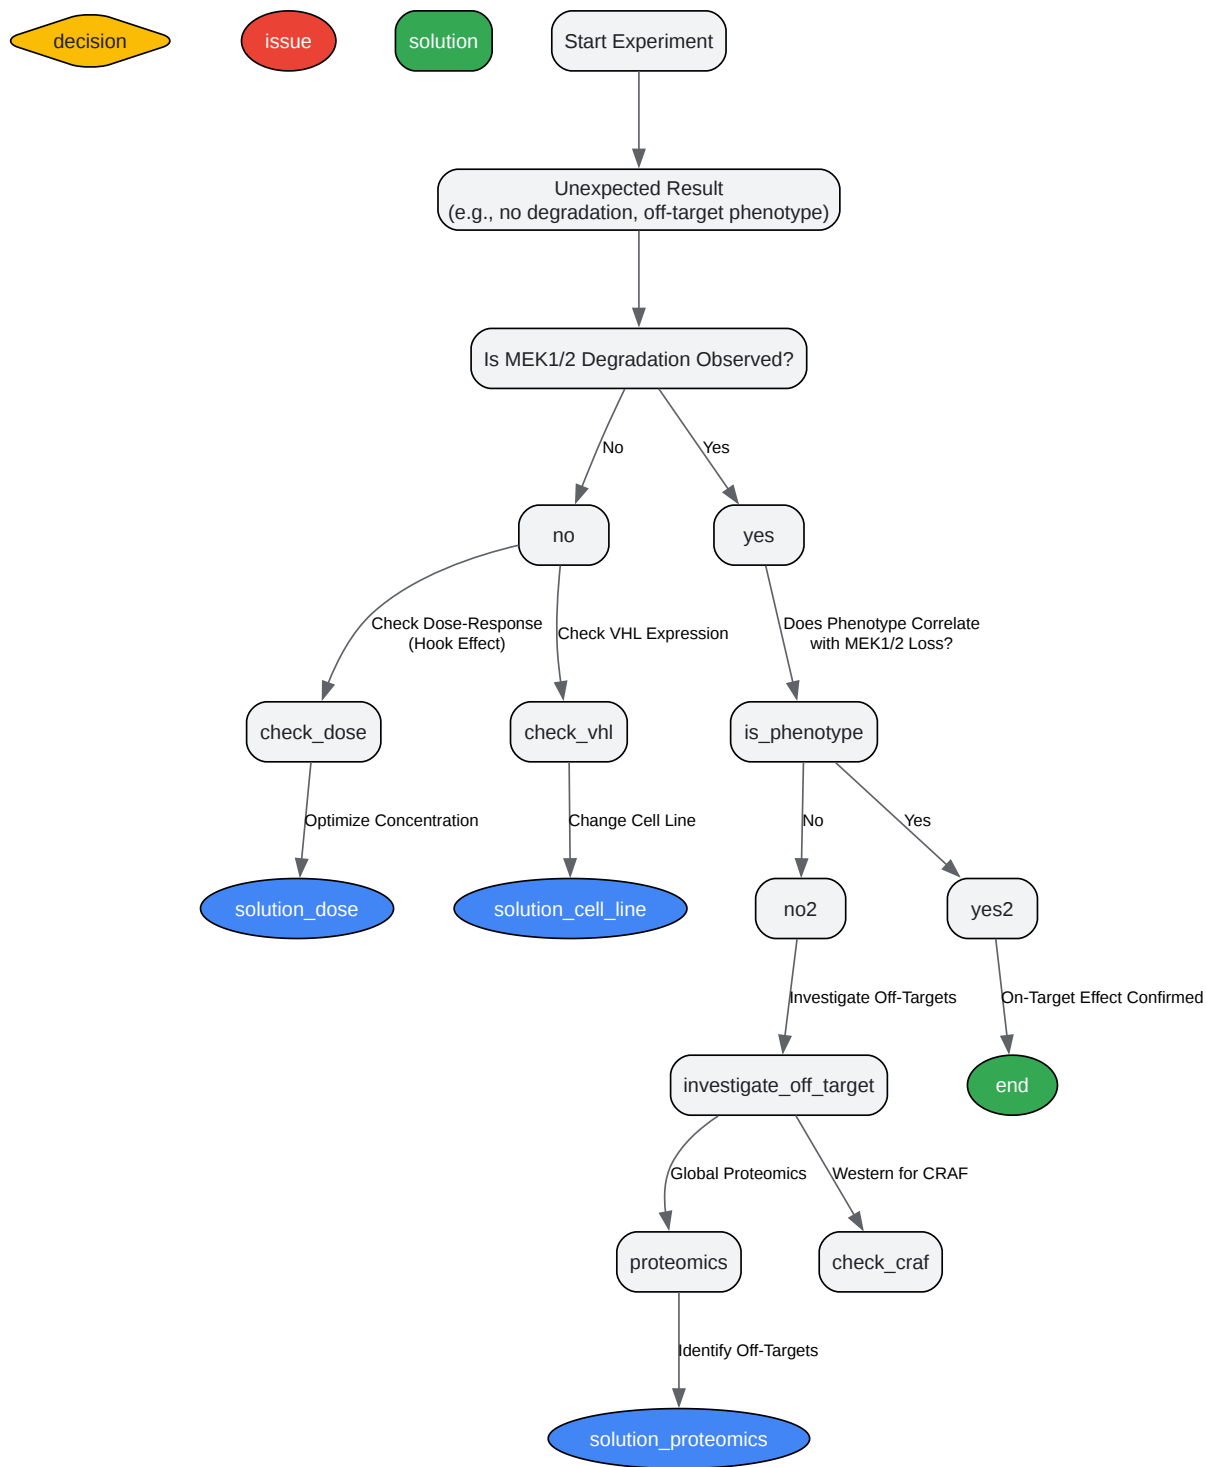 decision
issue
solution
Start Experiment
Unexpected Result
(e.g., no degradation, off-target phenotype)
Is MEK1/2 Degradation Observed?
No
Yes
no
yes
Check Dose-Response
(Hook Effect)
Check VHL Expression
Does Phenotype Correlate
with MEK1/2 Loss?
check_dose
check_vhl
is_phenotype
Optimize Concentration
Change Cell Line
No
Yes
solution_dose
solution_cell_line
no2
yes2
Investigate Off-Targets
On-Target Effect Confirmed
investigate_off_target
end
Global Proteomics
Western for CRAF
proteomics
check_craf
Identify Off-Targets
solution_proteomics